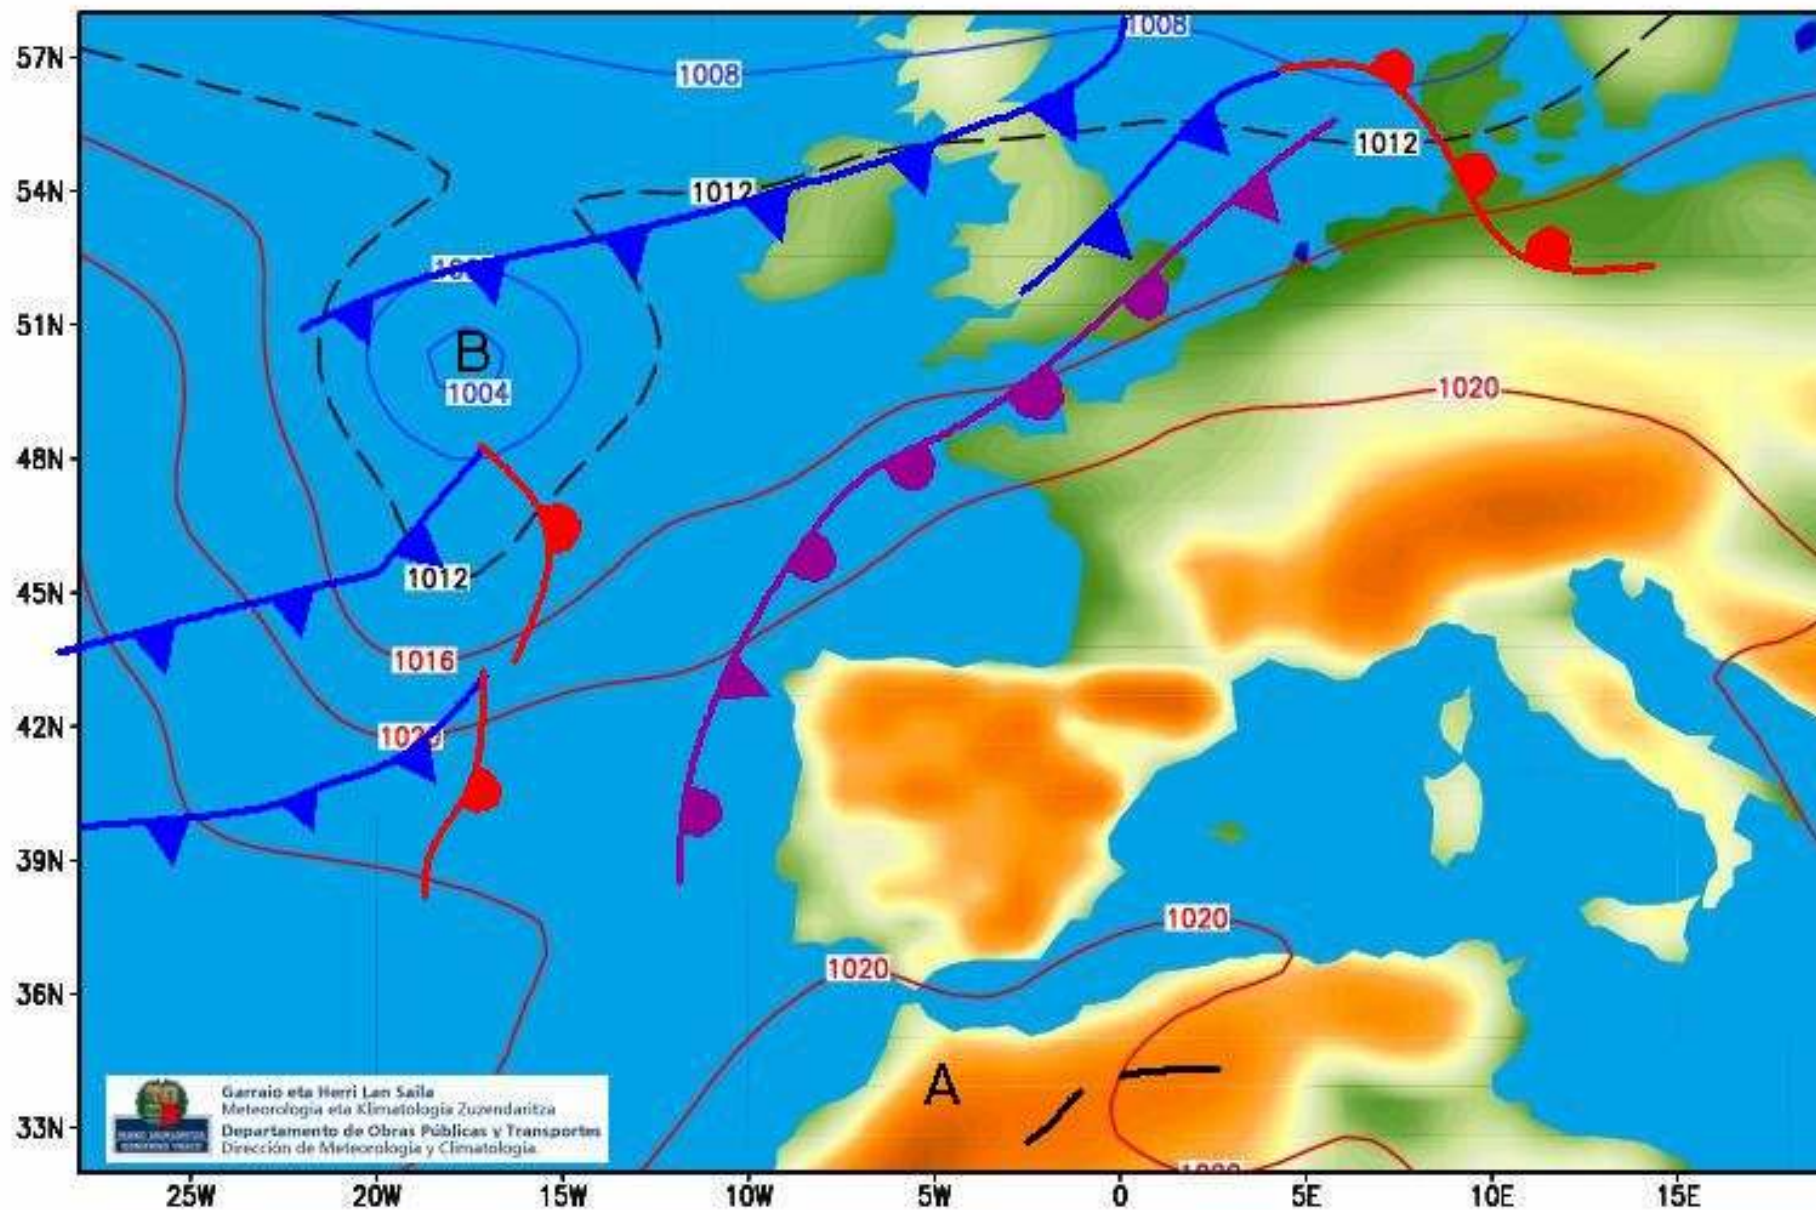 57N
1008
1008
1012
54N
1012
51N
B
1004
1020
48N
1012
45N
1016
42N
1020
39N
1020
1020
36N
A
33N
Garraio eta Herri Lan Saila
Meteorologia eta Klimatologia Zuzendaritza
Departamento de Obras Públicas y Transportes
Dirección de Meteorología y Climatología
25W 20W 15W 10W 5W 0 5E 10E 15E